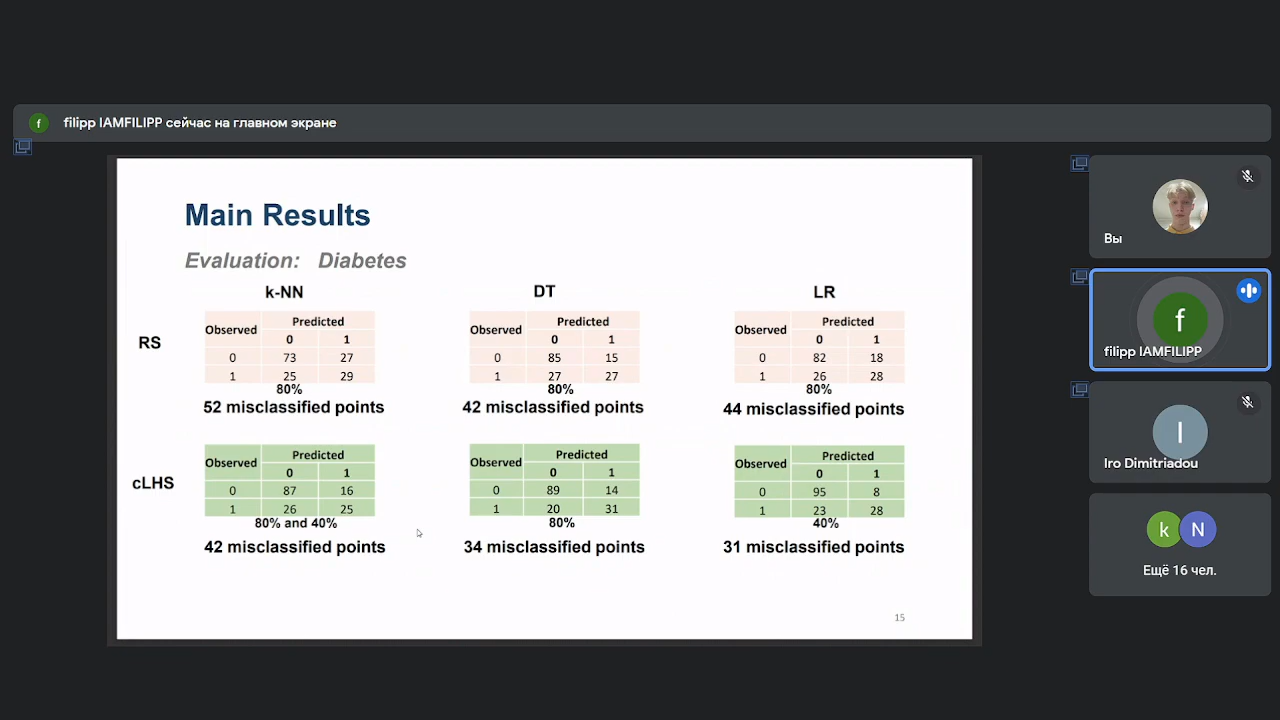 f filipp IAMFILIPP сейчас на главном экране
Main Results
Evaluation: Diabetes
k-NN DT LR
RS
Observed Predicted
0 1
0 73 27
1 25 29
80%
52 misclassified points
Observed Predicted
0 1
0 85 15
1 27 27
80%
42 misclassified points
Observed Predicted
0 1
0 82 18
1 26 28
80%
44 misclassified points
cLHS
Observed Predicted
0 1
0 87 16
1 26 25
80% and 40%
42 misclassified points
Observed Predicted
0 1
0 89 14
1 20 31
80%
34 misclassified points
Observed Predicted
0 1
0 95 8
1 23 28
40%
31 misclassified points
15
Вы
f
filipp IAMFILIPP
I
Iro Dimitriadou
k N
Ещё 16 чел.